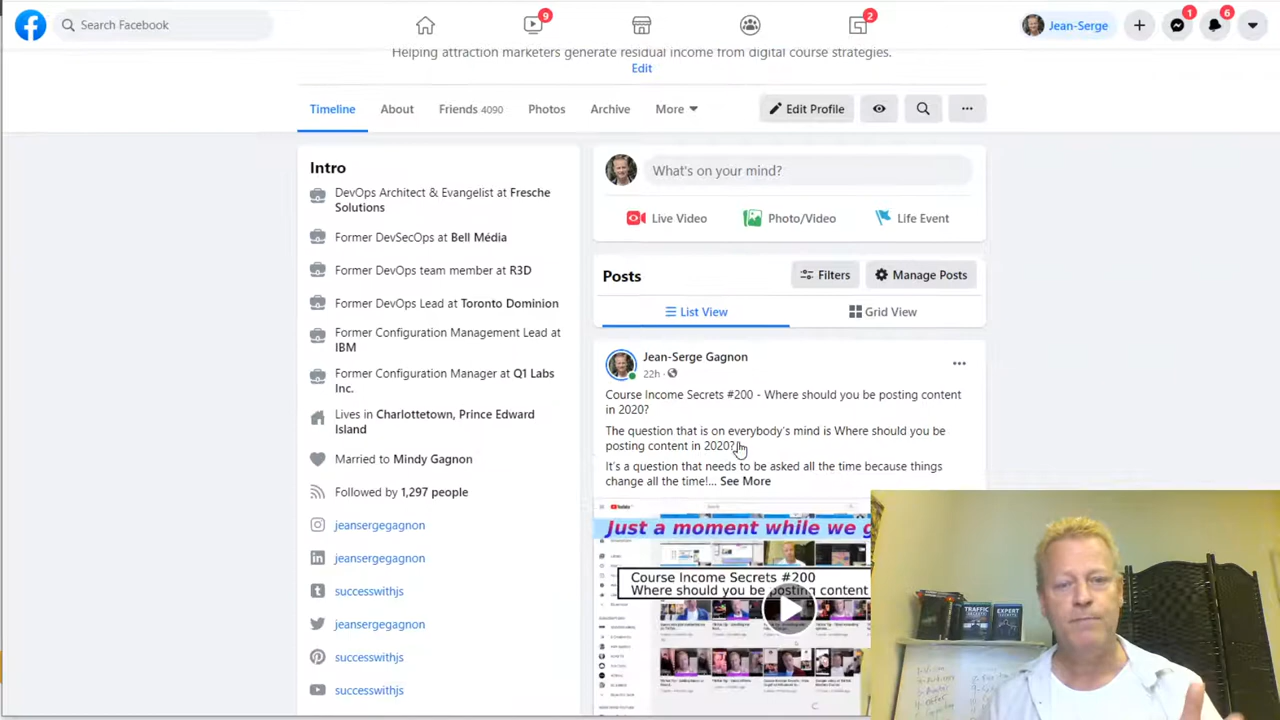 Search Facebook
9
2
Jean-Serge
1
6
Helping attraction marketers generate residual income from digital course strategies.
Edit
Timeline
About
Friends 4090
Photos
Archive
More
Edit Profile
Intro
DevOps Architect & Evangelist at Fresche
Solutions
Former DevSecOps at Bell Média
Former DevOps team member at R3D
Former DevOps Lead at Toronto Dominion
Former Configuration Management Lead at
IBM
Former Configuration Manager at Q1 Labs
Inc.
Lives in Charlottetown, Prince Edward
Island
Married to Mindy Gagnon
Followed by 1,297 people
jeansergegagnon
jeansergegagnon
successwithjs
jeansergegagnon
successwithjs
successwithjs
What's on your mind?
Live Video
Photo/Video
Life Event
Posts
Filters
Manage Posts
List View
Grid View
Jean-Serge Gagnon
22h
Course Income Secrets #200 - Where should you be posting content
in 2020?
The question that is on everybody's mind is Where should you be
posting content in 2020?
It's a question that needs to be asked all the time because things
change all the time!... See More
Just a moment while we g
Course Income Secrets #200
Where should you be posting content
TRAFFIC
SECRETS
EXPERT
SECRETS